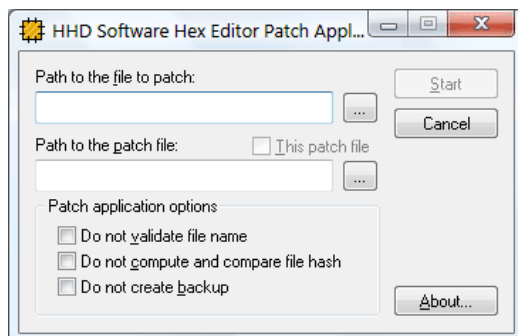 HHD Software Hex Editor Patch Appl...
Path to the file to patch:
Start
...
Cancel
Path to the patch file:
This patch file
...
Patch application options
Do not validate file name
Do not compute and compare file hash
Do not create backup
About...